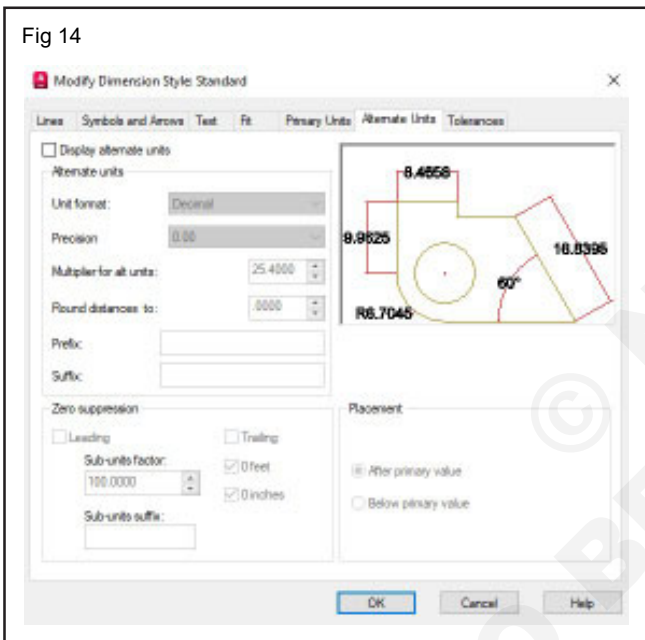 Fig 14
Modify Dimension Style: Standard
Lines Symbols and Arrows Text Fit Primary Units Alternate Units Tolerances
Display alternate units
Alternate units
Unit format: Decimal
Precision 0.00
Multiplier for alt units: 25.4000
Round distances to: .0000
Prefix:
Suffix:
8.4658
9.9625
16.8395
60°
R6.7045
Zero suppression
Leading Trailing
Sub-units factor: 0 feet
100.0000 0 inches
Sub-units suffix:
Placement
After primary value
Below primary value
OK Cancel Help
©